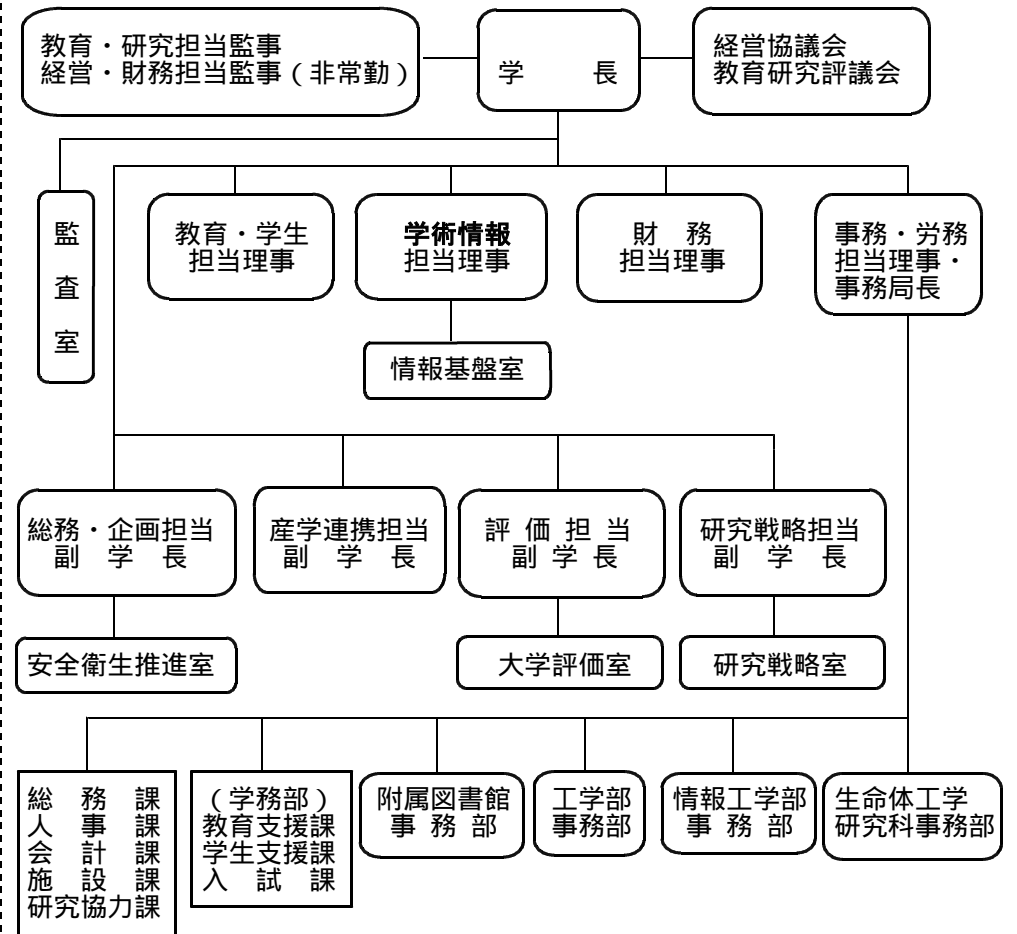 教育・研究担当監事
経営・財務担当監事（非常勤）
学　　長
経営協議会
教育研究評議会
監
査
室
教育・学生
担当理事
学術情報
担当理事
財　務
担当理事
事務・労務
担当理事・
事務局長
情報基盤室
総務・企画担当
副　学　長
産学連携担当
副　学　長
評 価 担 当
副 学 長
研究戦略担当
副　学　長
安全衛生推進室
大学評価室
研究戦略室
総　務　課
人　事　課
会　計　課
施　設　課
研究協力課
（学務部）
教育支援課
学生支援課
入　試　課
附属図書館
事 務 部
工学部
事務部
情報工学部
事 務 部
生命体工学
研究科事務部